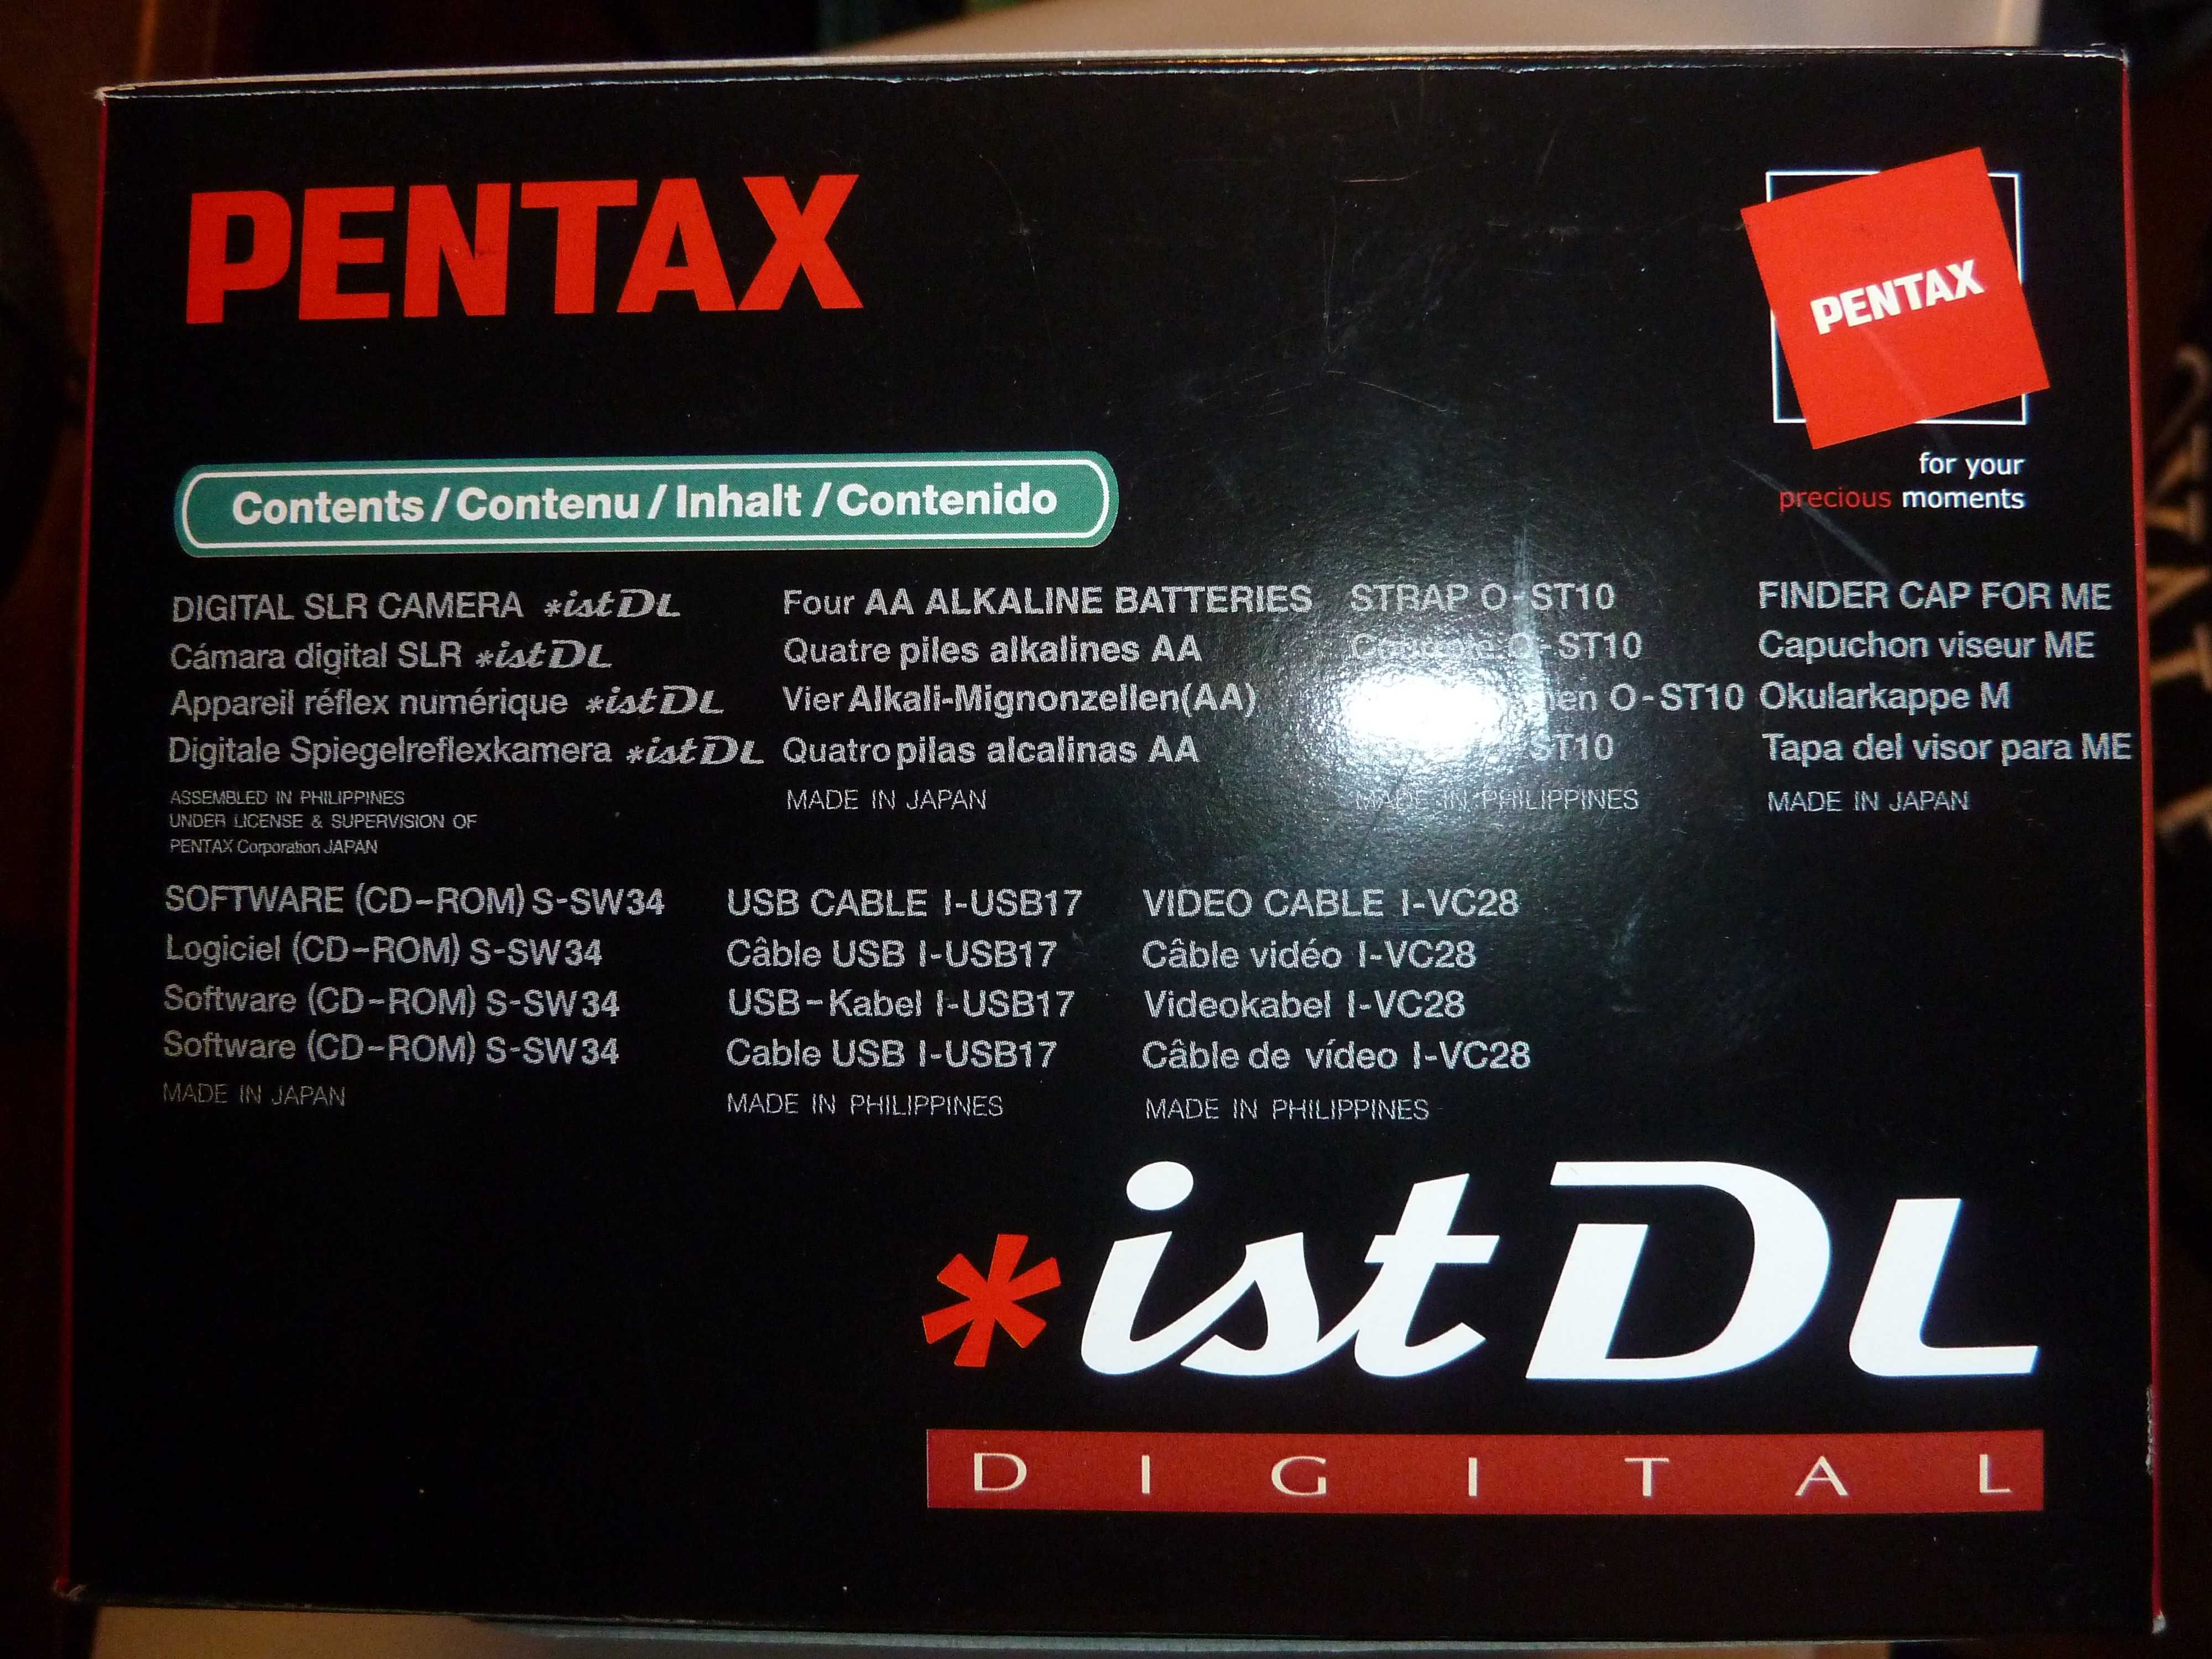 PENTAX
PENTAX
for your
precious moments
Contents / Contenu / Inhalt / Contenido
DIGITAL SLR CAMERA *istDL
Cámara digital SLR *istDL
Appareil réflex numérique *istDL
Digitale Spiegelreflexkamera *istDL
ASSEMBLED IN PHILIPPINES
UNDER LICENSE & SUPERVISION OF
PENTAX Corporation JAPAN
Four AA ALKALINE BATTERIES
Quatre piles alkalines AA
Vier Alkali-Mignonzellen(AA)
Quatro pilas alcalinas AA
MADE IN JAPAN
STRAP O-ST10
O-ST10
O-ST10
ST10
MADE IN PHILIPPINES
FINDER CAP FOR ME
Capuchon viseur ME
Okularkappe M
Tapa del visor para ME
MADE IN JAPAN
SOFTWARE (CD-ROM) S-SW34
Logiciel (CD-ROM) S-SW34
Software (CD-ROM) S-SW34
Software (CD-ROM) S-SW34
MADE IN JAPAN
USB CABLE I-USB17
Câble USB I-USB17
USB-Kabel I-USB17
Cable USB I-USB17
MADE IN PHILIPPINES
VIDEO CABLE I-VC28
Câble vidéo I-VC28
Videokabel I-VC28
Câble de vídeo I-VC28
MADE IN PHILIPPINES
*istDL
DIGITAL